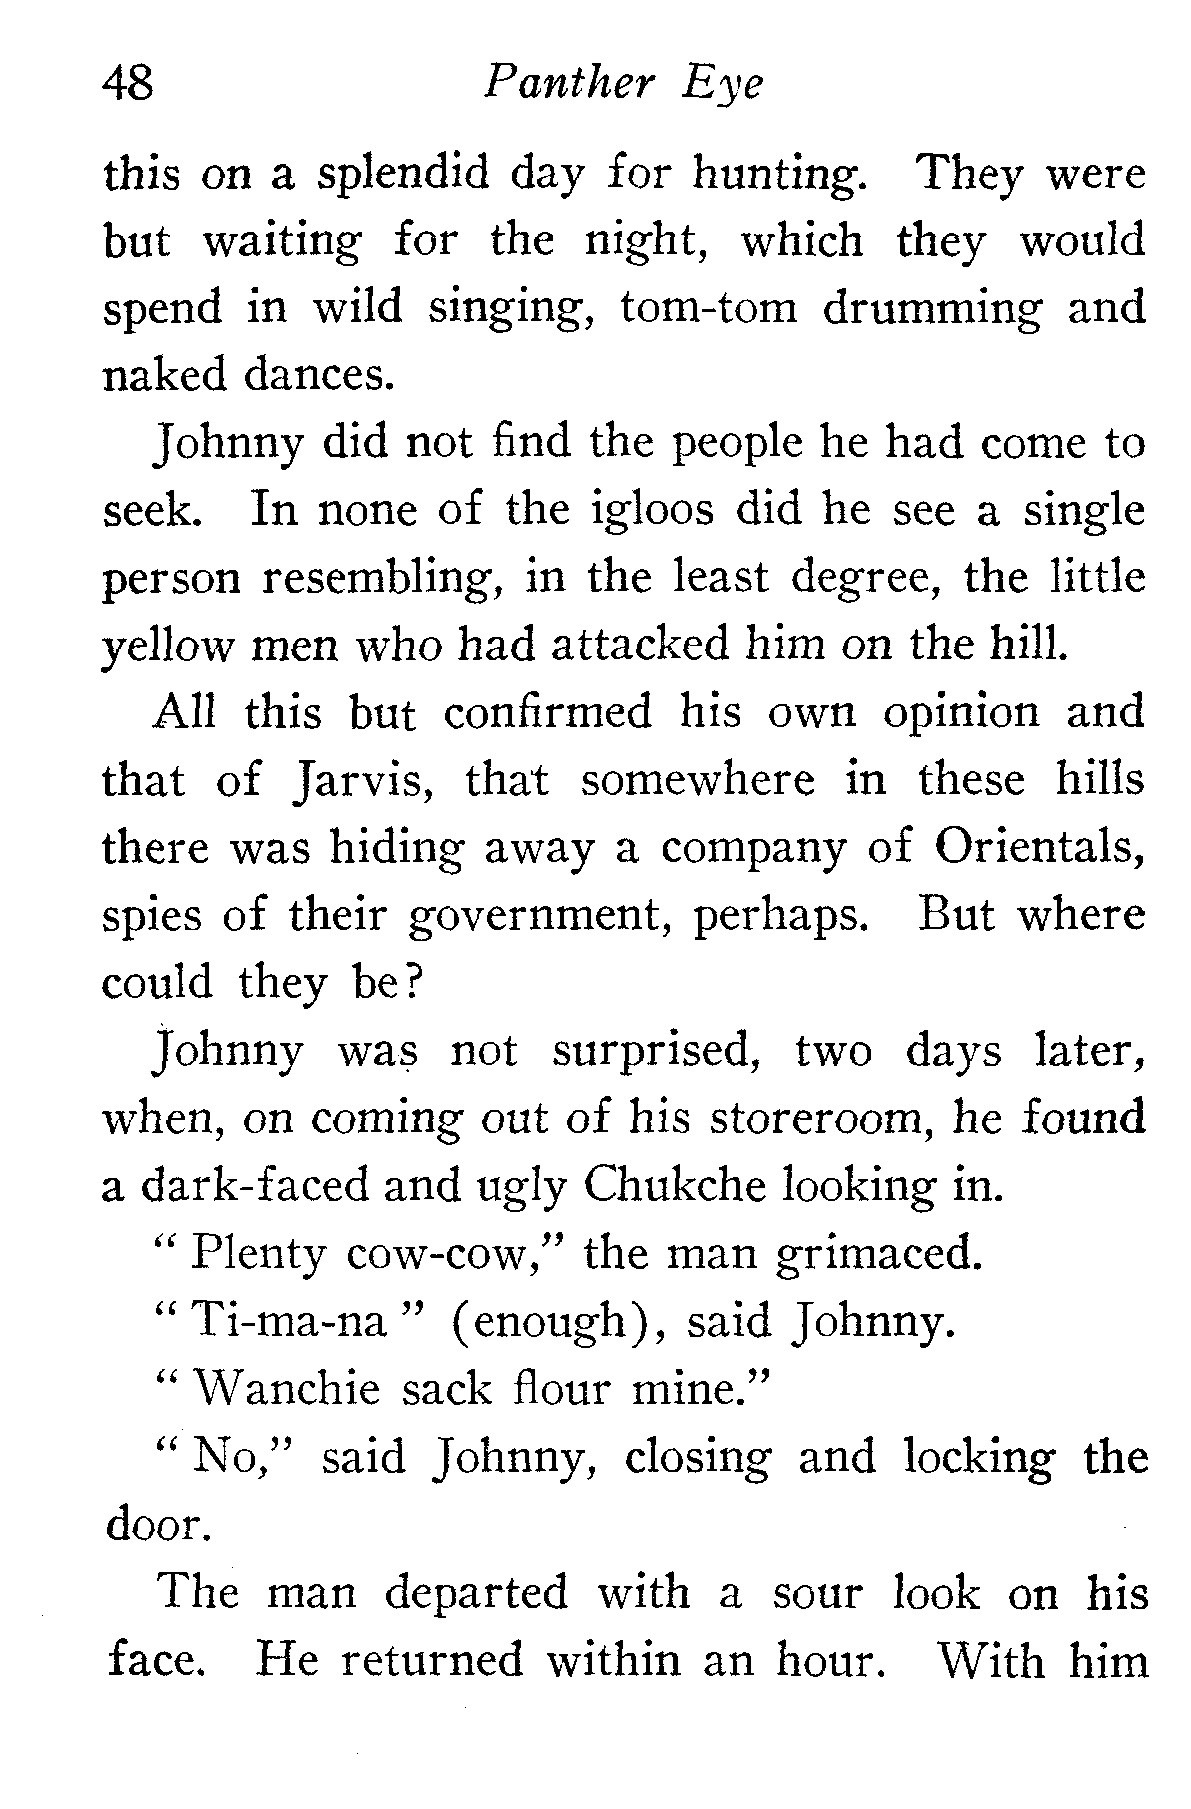 48 Panther Eye
this on a splendid day for hunting. They were
but waiting for the night, which they would
spend in wild singing, tom-tom drumming and
naked dances.
Johnny did not find the people he had come to
seek. In none of the igloos did he see a single
person resembling, in the least degree, the little
yellow men who had attacked him on the hill.
All this but confirmed his own opinion and
that of Jarvis, that somewhere in these hills
there was hiding away a company of Orientals,
spies of their government, perhaps. But where
could they be?
Johnny was not surprised, two days later,
when, on coming out of his storeroom, he found
a dark-faced and ugly Chukche looking in.
“ Plenty cow-cow,” the man grimaced.
“ Ti-ma-na ” (enough), said Johnny.
“ Wanchie sack flour mine.”
“ No,” said Johnny, closing and locking the
door.
The man departed with a sour look on his
face. He returned within an hour. With him